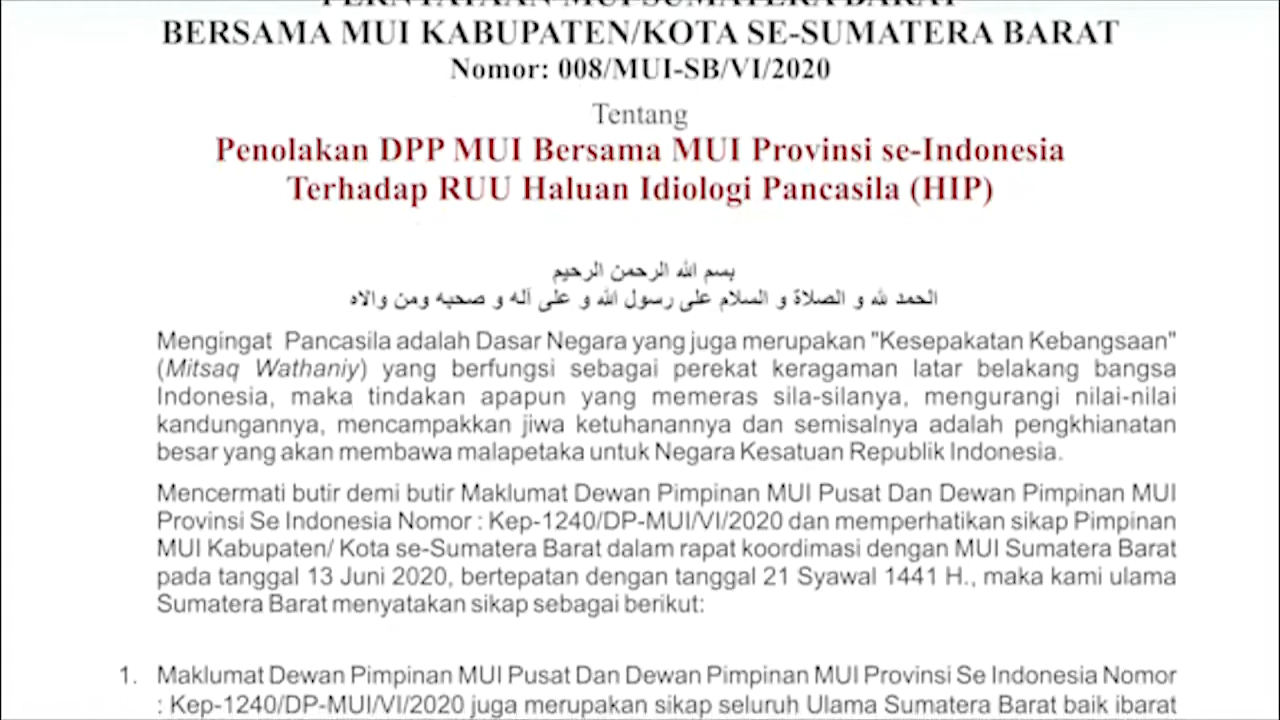 PERNYATAAN MUI SUMATERA BARAT
BERSAMA MUI KABUPATEN/KOTA SE-SUMATERA BARAT
Nomor: 008/MUI-SB/VI/2020
Tentang
Penolakan DPP MUI Bersama MUI Provinsi se-Indonesia
Terhadap RUU Haluan Idiologi Pancasila (HIP)
بسم الله الرحمن الرحيم
الحمد لله و الصلاة و السلام على رسول الله و على آله و صحبه ومن والاه
Mengingat Pancasila adalah Dasar Negara yang juga merupakan "Kesepakatan Kebangsaan"
(Mitsaq Wathaniy) yang berfungsi sebagai perekat keragaman latar belakang bangsa
Indonesia, maka tindakan apapun yang memeras sila-silanya, mengurangi nilai-nilai
kandungannya, mencampakkan jiwa ketuhanannya dan semisalnya adalah pengkhianatan
besar yang akan membawa malapetaka untuk Negara Kesatuan Republik Indonesia.
Mencermati butir demi butir Maklumat Dewan Pimpinan MUI Pusat Dan Dewan Pimpinan MUI
Provinsi Se Indonesia Nomor : Kep-1240/DP-MUI/VI/2020 dan memperhatikan sikap Pimpinan
MUI Kabupaten/ Kota se-Sumatera Barat dalam rapat koordimasi dengan MUI Sumatera Barat
pada tanggal 13 Juni 2020, bertepatan dengan tanggal 21 Syawal 1441 H., maka kami ulama
Sumatera Barat menyatakan sikap sebagai berikut:
1. Maklumat Dewan Pimpinan MUI Pusat Dan Dewan Pimpinan MUI Provinsi Se Indonesia Nomor
: Kep-1240/DP-MUI/VI/2020 juga merupakan sikap seluruh Ulama Sumatera Barat baik ibarat